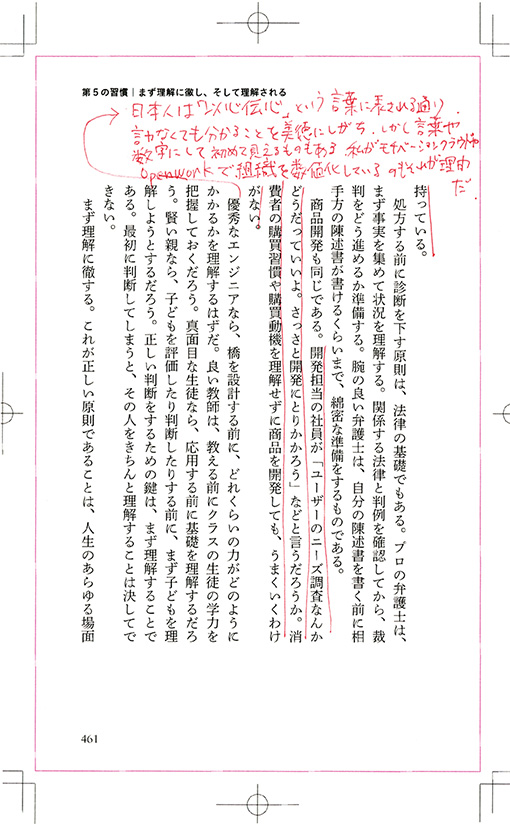 第5の習慣｜まず理解に徹し、そして理解される
日本人は「以心伝心」という言葉に表される通り、
言わなくても分かることを美徳にしがち。しかし言葉や
数字にして初めて見えるものもある。私がモチベーションクラウドや
Openworkで組織を数値化しているのもそれが理由
だ。
持っている。
処方する前に診断を下す原則は、法律の基礎でもある。プロの弁護士は、
まず事実を集めて状況を理解する。関係する法律と判例を確認してから、裁
判をどう進めるか準備する。腕の良い弁護士は、自分の陳述書を書く前に相
手方の陳述書が書けるくらいまで、綿密な準備をするものである。
商品開発も同じである。開発担当の社員が「ユーザーのニーズ調査なんか
どうだっていいよ。さっさと開発にとりかかろう」などと言うだろうか。消
費者の購買習慣や購買動機を理解せずに商品を開発しても、うまくいくわけ
がない。
優秀なエンジニアなら、橋を設計する前に、どれくらいの力がどのように
かかるかを理解するはずだ。良い教師は、教える前にクラスの生徒の学力を
把握しておくだろう。真面目な生徒なら、応用する前に基礎を理解するだろ
う。賢い親なら、子どもを評価したり判断したりする前に、まず子どもを理
解しようとするだろう。正しい判断をするための鍵は、まず理解することで
ある。最初に判断してしまうと、その人をきちんと理解することは決してで
きない。
まず理解に徹する。これが正しい原則であることは、人生のあらゆる場面
461